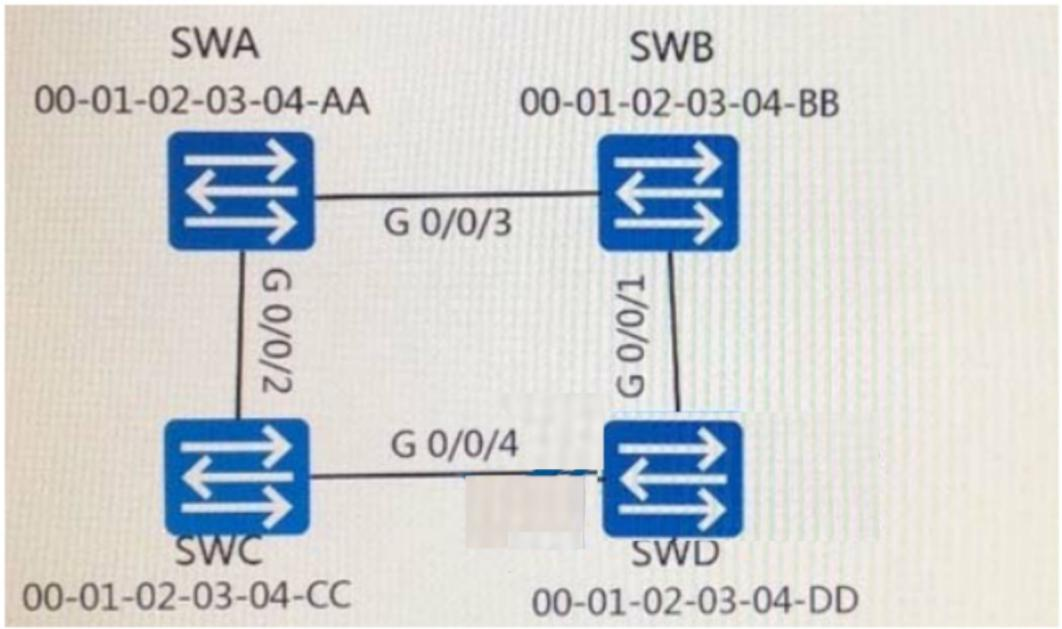 SWA
SWB
00-01-02-03-04-AA
00-01-02-03-04-BB
G 0/0/3
G 0/0/2
G 0/0/1
G 0/0/4
SWC
SWD
00-01-02-03-04-CC
00-01-02-03-04-DD